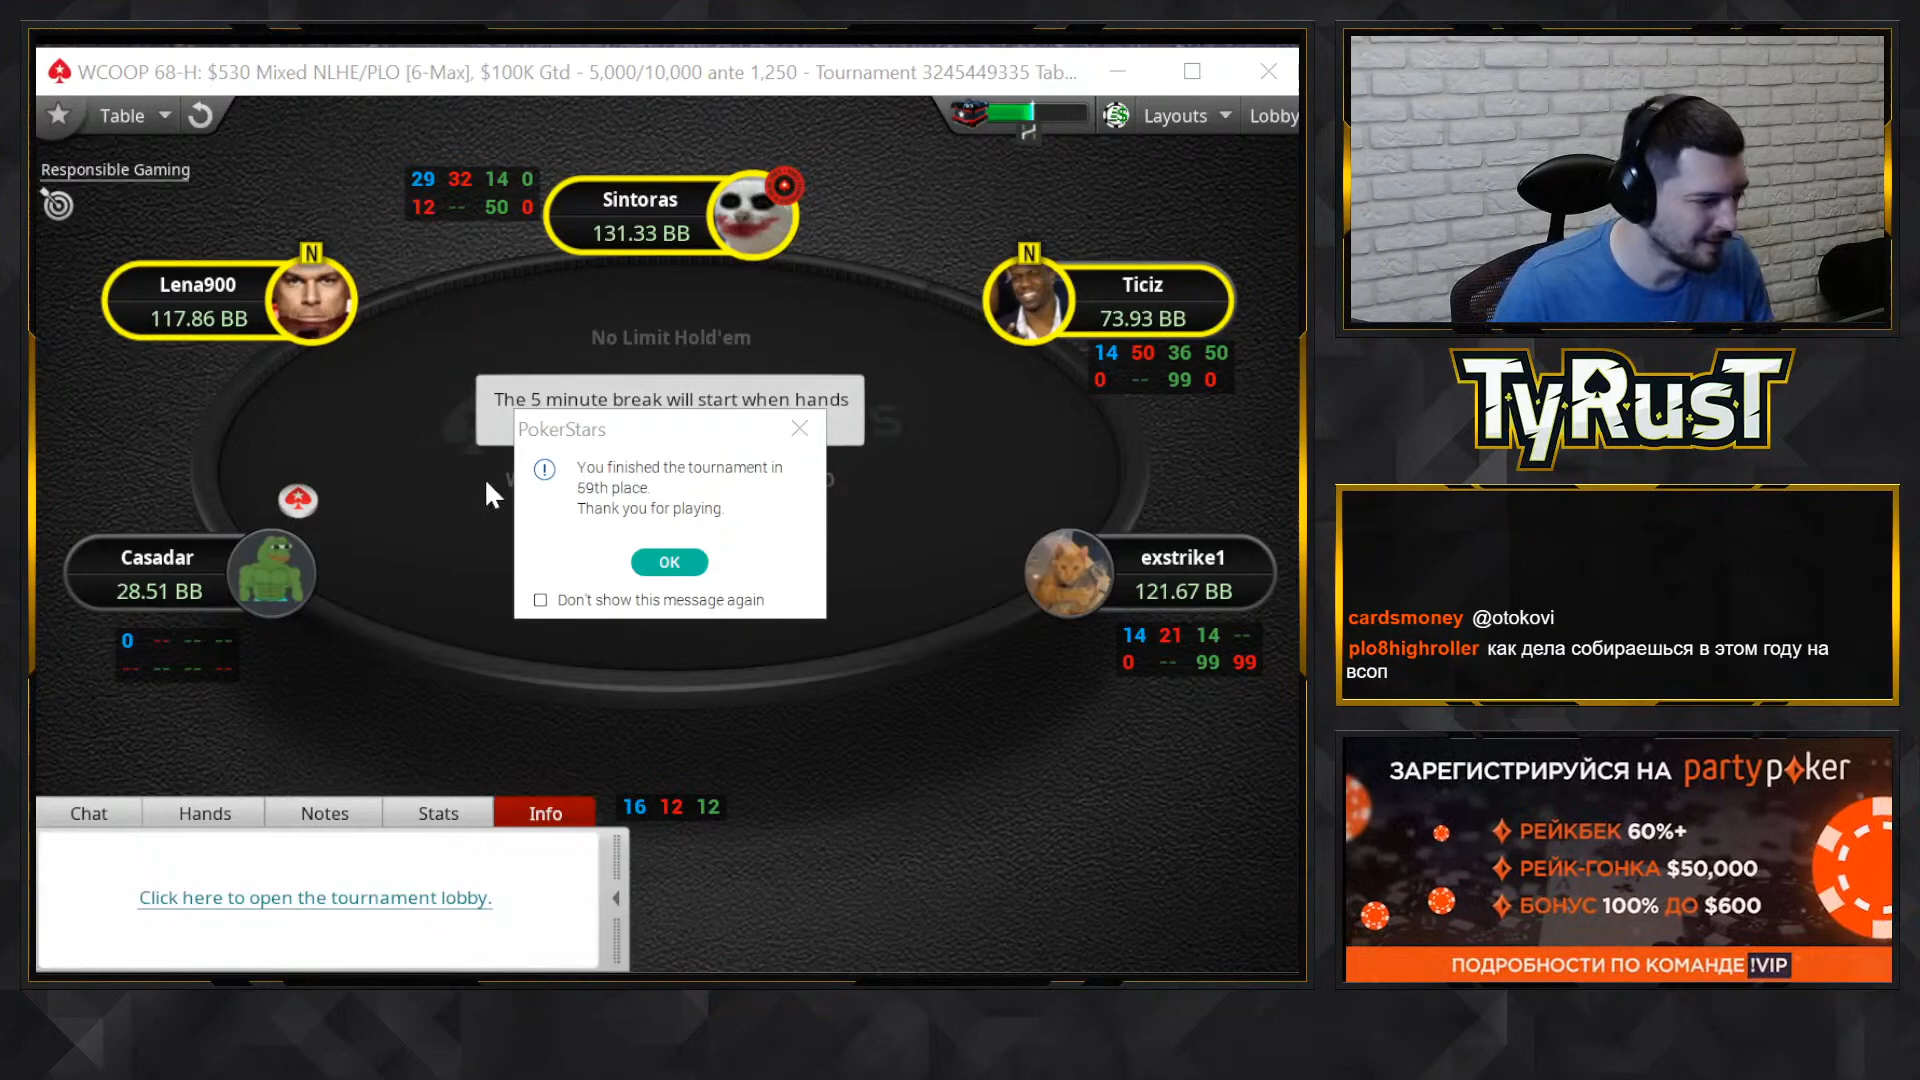 WCOOP 68-H: $530 Mixed NLHE/PLO [6-Max], $100K Gtd - 5,000/10,000 ante 1,250 - Tournament 3245449335 Tab...
Table
Layouts
Lobby
Responsible Gaming
29 32 14 0
12 -- 50 0
Sintoras
131.33 BB
N
Lena900
117.86 BB
N
Ticiz
73.93 BB
14 50 36 50
0 -- 99 0
No Limit Hold'em
The 5 minute break will start when hands
PokerStars
You finished the tournament in
59th place.
Thank you for playing.
OK
Don't show this message again
Casadar
28.51 BB
0 -- -- --
-- -- -- --
exstrike1
121.67 BB
14 21 14 --
0 -- 99 99
Chat
Hands
Notes
Stats
Info
16 12 12
Click here to open the tournament lobby.
TyRusT
cardsmoney @otokovi
plo8highroller как дела собираешься в этом году на
всоп
ЗАРЕГИСТРИРУЙСЯ НА partypoker
РЕЙКБЕК 60%+
РЕЙК-ГОНКА $50,000
БОНУС 100% ДО $600
ПОДРОБНОСТИ ПО КОМАНДЕ !VIP